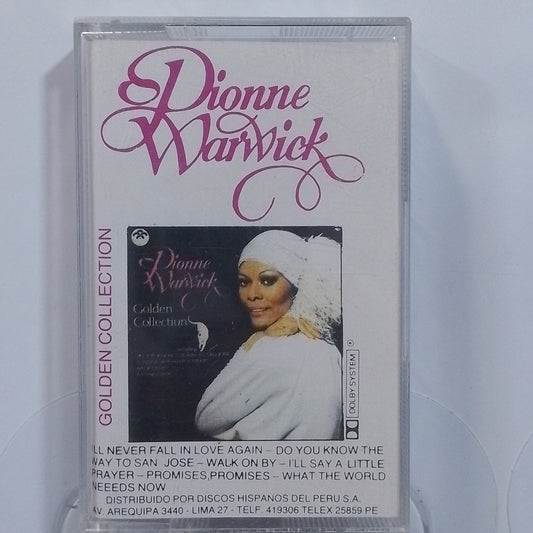 Dionne
Warwick
GOLDEN COLLECTION
Dionne
Warwick
Golden
Collection
DOLBY SYSTEM
LL NEVER FALL IN LOVE AGAIN – DO YOU KNOW THE
WAY TO SAN JOSE – WALK ON BY – I'LL SAY A LITTLE
PRAYER – PROMISES,PROMISES – WHAT THE WORLD
NEEEDS NOW
DISTRIBUIDO POR DISCOS HISPANOS DEL PERU S.A.
AV. AREQUIPA 3440 - LIMA 27 - TELF. 419306 TELEX 25859 PE